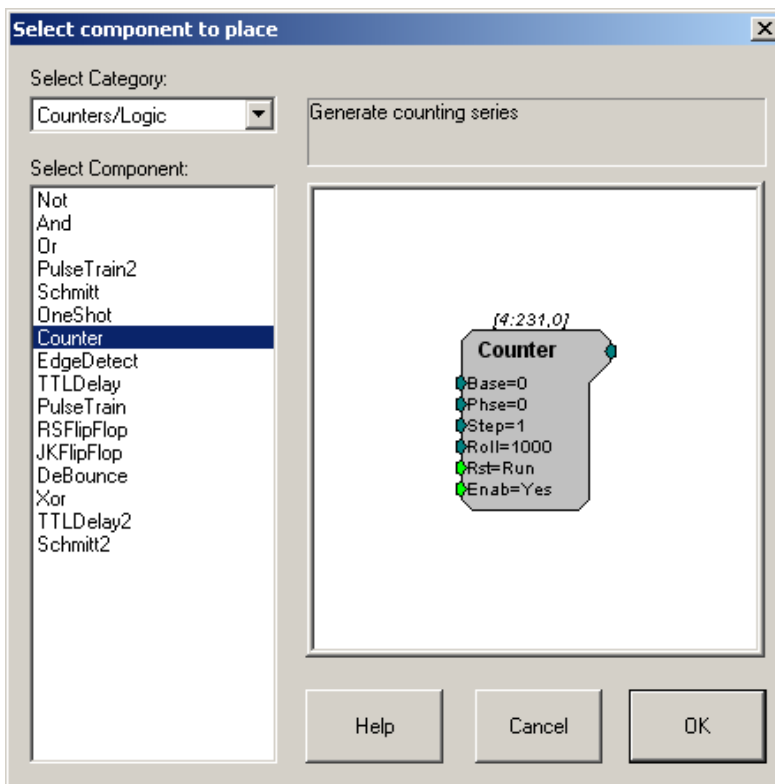 Select component to place
Select Category:
Counters/Logic
Generate counting series
Select Component:
Not
And
Or
PulseTrain2
Schmitt
OneShot
Counter
EdgeDetect
TTLDelay
PulseTrain
RSFlipFlop
JKFlipFlop
DeBounce
Xor
TTLDelay2
Schmitt2
[4:231,0]
Counter
Base=0
Phse=0
Step=1
Roll=1000
Rst=Run
Enab=Yes
Help
Cancel
OK